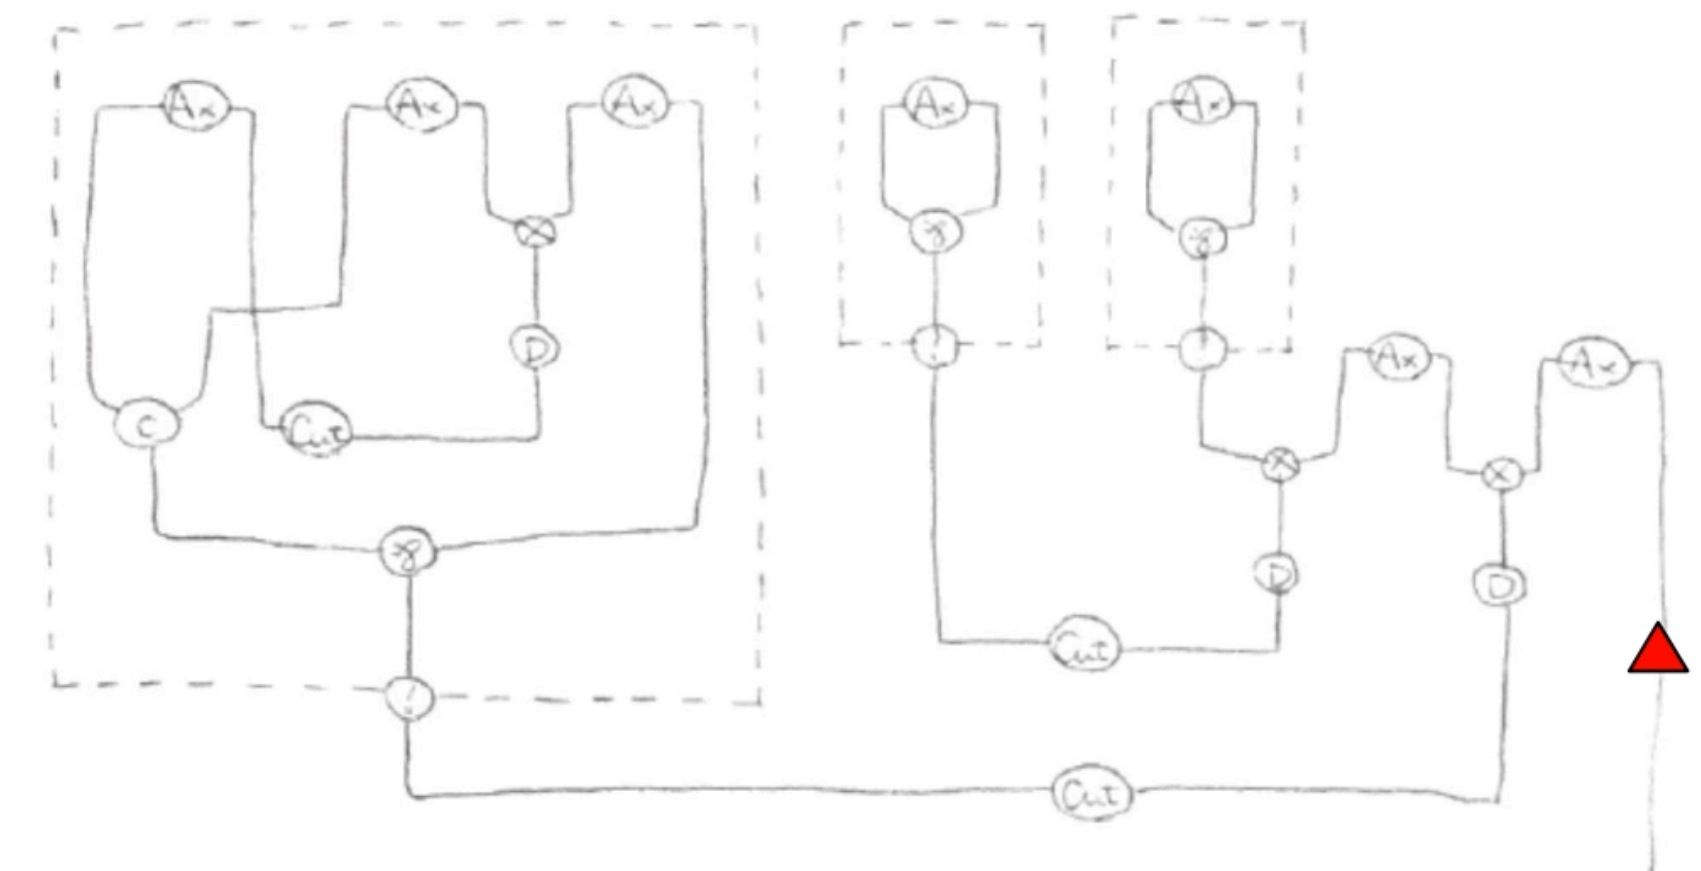 Ax Ax Ax Ax Ax
⅋ ⅋
⊗
D
! ! Ax Ax
C Cut
⊗ ⊗
⅋
D D
Cut
!
Cut